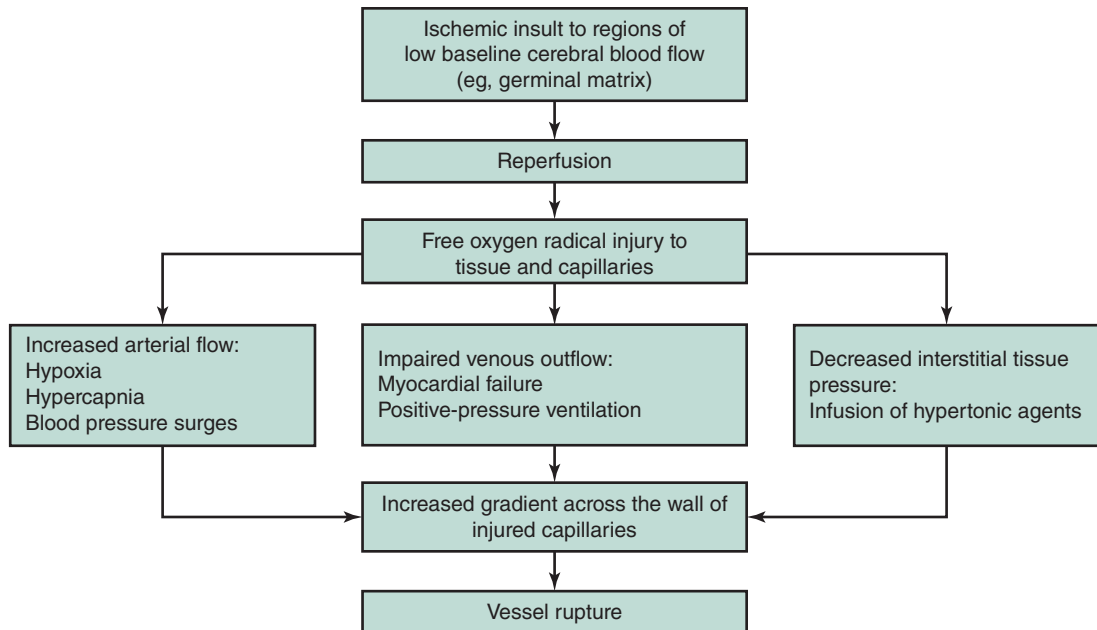 Ischemic insult to regions of
low baseline cerebral blood flow
(eg, germinal matrix)
Reperfusion
Free oxygen radical injury to
tissue and capillaries
Increased arterial flow:
Hypoxia
Hypercapnia
Blood pressure surges
Impaired venous outflow:
Myocardial failure
Positive-pressure ventilation
Decreased interstitial tissue
pressure:
Infusion of hypertonic agents
Increased gradient across the wall of
injured capillaries
Vessel rupture